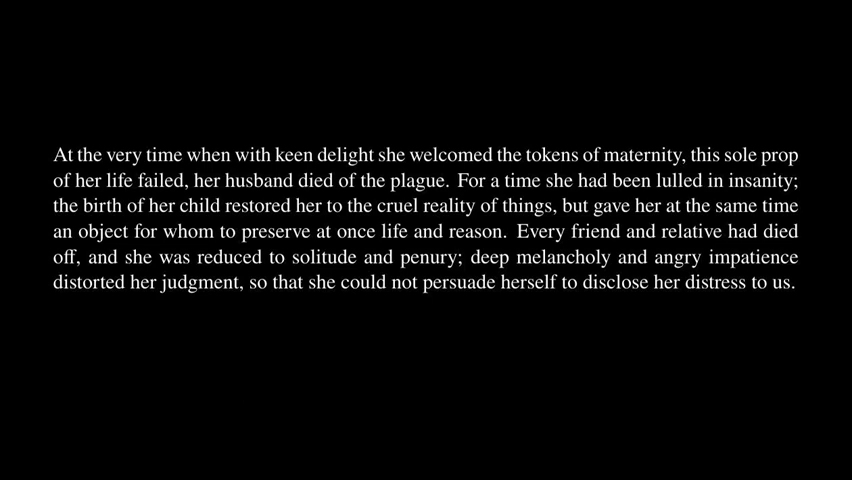 At the very time when with keen delight she welcomed the tokens of maternity, this sole prop
of her life failed, her husband died of the plague. For a time she had been lulled in insanity;
the birth of her child restored her to the cruel reality of things, but gave her at the same time
an object for whom to preserve at once life and reason. Every friend and relative had died
off, and she was reduced to solitude and penury; deep melancholy and angry impatience
distorted her judgment, so that she could not persuade herself to disclose her distress to us.